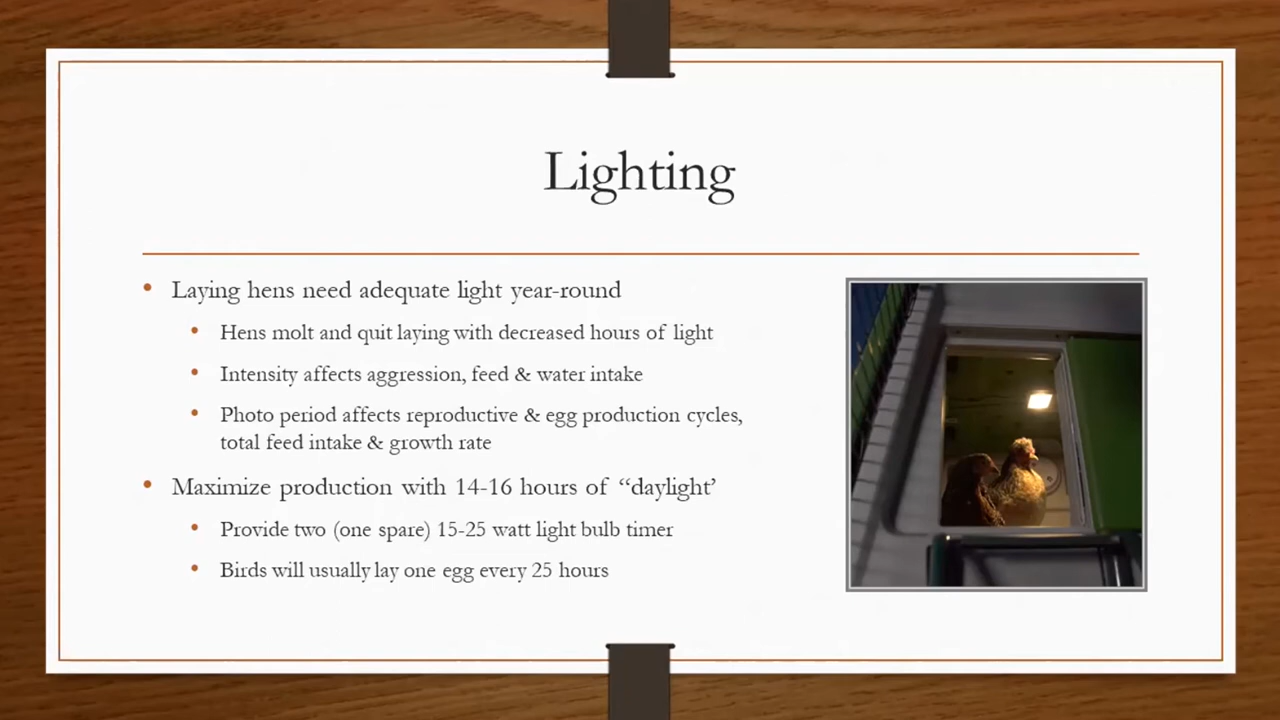 Lighting
• Laying hens need adequate light year-round
• Hens molt and quit laying with decreased hours of light
• Intensity affects aggression, feed & water intake
• Photo period affects reproductive & egg production cycles,
total feed intake & growth rate
• Maximize production with 14-16 hours of “daylight’
• Provide two (one spare) 15-25 watt light bulb timer
• Birds will usually lay one egg every 25 hours